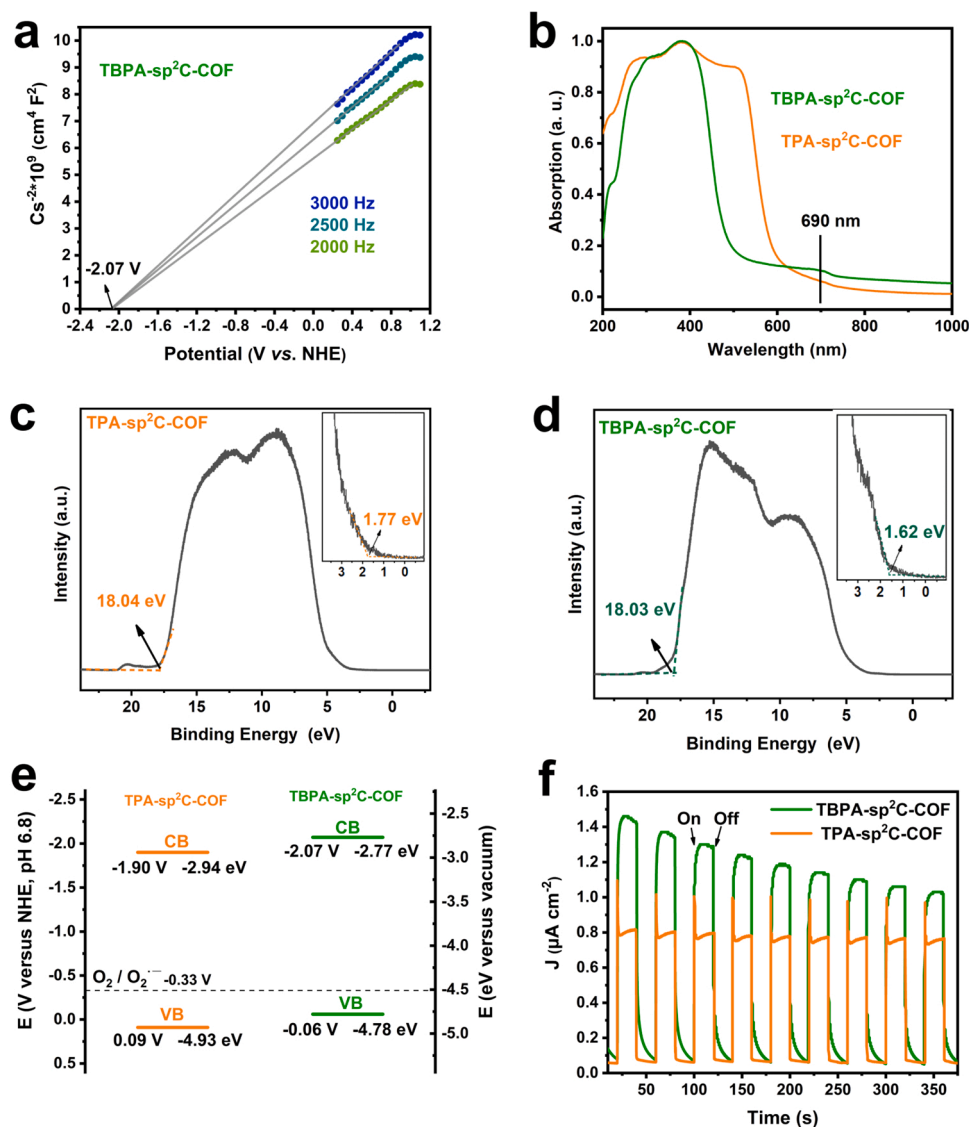 a
TBPA-sp²C-COF
Cs⁻²*10⁹ (cm⁴ F²)
10
9
8
7
6
5
4
3
2
1
0
3000 Hz
2500 Hz
2000 Hz
-2.07 V
-2.4 -2.0 -1.6 -1.2 -0.8 -0.4 0.0 0.4 0.8 1.2
Potential (V vs. NHE)
b
TBPA-sp²C-COF
TPA-sp²C-COF
690 nm
Absorption (a. u.)
1.0
0.8
0.6
0.4
0.2
0.0
200 400 600 800 1000
Wavelength (nm)
c
TPA-sp²C-COF
1.77 eV
3 2 1 0
18.04 eV
Intensity (a.u.)
20 15 10 5 0
Binding Energy (eV)
d
TBPA-sp²C-COF
1.62 eV
3 2 1 0
18.03 eV
Intensity (a.u.)
20 15 10 5 0
Binding Energy (eV)
e
TPA-sp²C-COF
TBPA-sp²C-COF
E (V versus NHE, pH 6.8)
-2.5
-2.0
-1.5
-1.0
-0.5
0.0
0.5
CB
-1.90 V -2.94 eV
CB
-2.07 V -2.77 eV
O₂ / O₂·⁻ -0.33 V
VB
0.09 V -4.93 eV
VB
-0.06 V -4.78 eV
-2.5
-3.0
-3.5
-4.0
-4.5
-5.0
E (eV versus vacuum)
f
TBPA-sp²C-COF
TPA-sp²C-COF
On Off
J (µA cm⁻²)
1.6
1.4
1.2
1.0
0.8
0.6
0.4
0.2
0.0
50 100 150 200 250 300 350
Time (s)